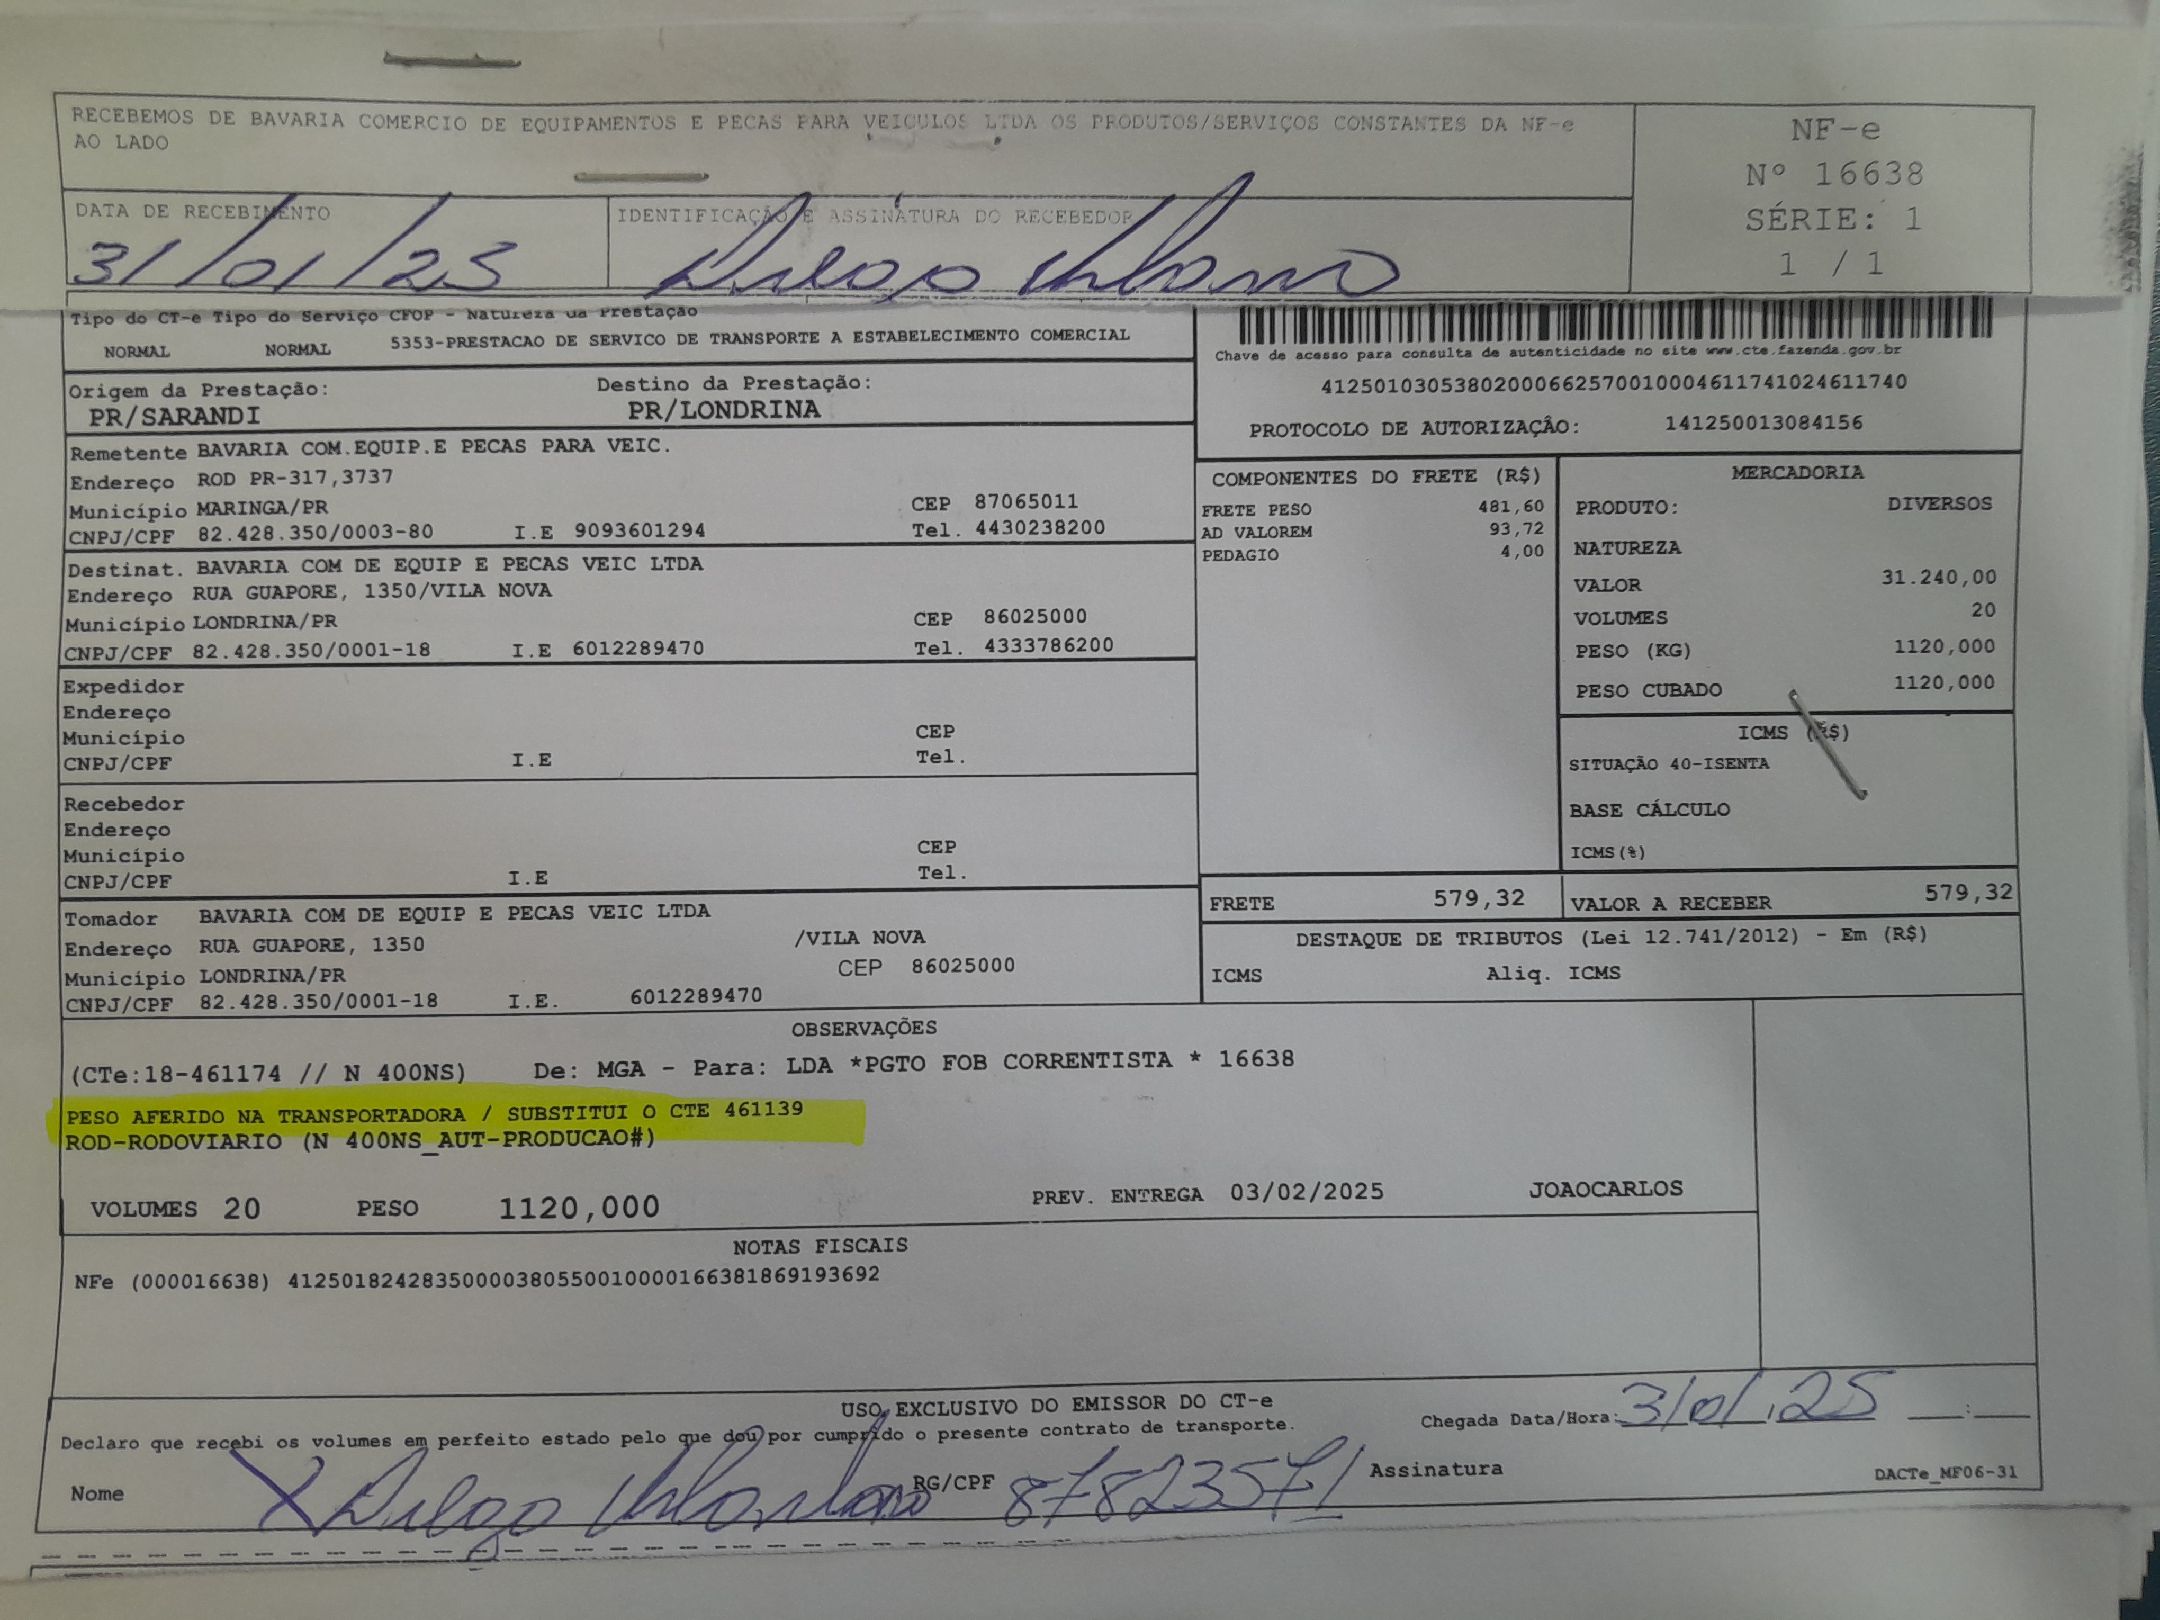 RECEBEMOS DE BAVARIA COMERCIO DE EQUIPAMENTOS E PECAS PARA VEICULOS LTDA OS PRODUTOS/SERVIÇOS CONSTANTES DA NF-e
AO LADO
NF-e
Nº 16638
SÉRIE: 1
1 / 1
DATA DE RECEBIMENTO
31/01/25
IDENTIFICAÇÃO E ASSINATURA DO RECEBEDOR
Diego
Tipo do CT-e Tipo do Serviço CFOP - Natureza da Prestação
NORMAL NORMAL 5353-PRESTACAO DE SERVICO DE TRANSPORTE A ESTABELECIMENTO COMERCIAL
Chave de acesso para consulta de autenticidade no site www.cte.fazenda.gov.br
41250103053802000662570010004611741024611740
PROTOCOLO DE AUTORIZAÇÂO: 141250013084156
Origem da Prestação: Destino da Prestação:
PR/SARANDI PR/LONDRINA
Remetente BAVARIA COM.EQUIP.E PECAS PARA VEIC.
Endereço ROD PR-317,3737
Município MARINGA/PR CEP 87065011
CNPJ/CPF 82.428.350/0003-80 I.E 9093601294 Tel. 4430238200
Destinat. BAVARIA COM DE EQUIP E PECAS VEIC LTDA
Endereço RUA GUAPORE, 1350/VILA NOVA
Município LONDRINA/PR CEP 86025000
CNPJ/CPF 82.428.350/0001-18 I.E 6012289470 Tel. 4333786200
Expedidor
Endereço
Município CEP
CNPJ/CPF I.E Tel.
Recebedor
Endereço
Município CEP
CNPJ/CPF I.E Tel.
Tomador BAVARIA COM DE EQUIP E PECAS VEIC LTDA
Endereço RUA GUAPORE, 1350 /VILA NOVA
Município LONDRINA/PR CEP 86025000
CNPJ/CPF 82.428.350/0001-18 I.E. 6012289470
COMPONENTES DO FRETE (R$)
FRETE PESO 481,60
AD VALOREM 93,72
PEDAGIO 4,00
MERCADORIA
PRODUTO: DIVERSOS
NATUREZA
VALOR 31.240,00
VOLUMES 20
PESO (KG) 1120,000
PESO CUBADO 1120,000
ICMS (R$)
SITUAÇÃO 40-ISENTA
BASE CÁLCULO
ICMS(%)
FRETE 579,32 VALOR A RECEBER 579,32
DESTAQUE DE TRIBUTOS (Lei 12.741/2012) - Em (R$)
ICMS Aliq. ICMS
OBSERVAÇÕES
(CTe:18-461174 // N 400NS) De: MGA - Para: LDA *PGTO FOB CORRENTISTA * 16638
PESO AFERIDO NA TRANSPORTADORA / SUBSTITUI O CTE 461139
ROD-RODOVIARIO (N 400NS_AUT-PRODUCAO#)
VOLUMES 20 PESO 1120,000 PREV. ENTREGA 03/02/2025 JOAOCARLOS
NOTAS FISCAIS
NFe (000016638) 41250182428350000380550010000166381869193692
USO EXCLUSIVO DO EMISSOR DO CT-e
Declaro que recebi os volumes em perfeito estado pelo que dou por cumprido o presente contrato de transporte. Chegada Data/Hora: 3101.25 __:__
Nome X Diego RG/CPF 87823571 Assinatura
DACTe_MF06-31